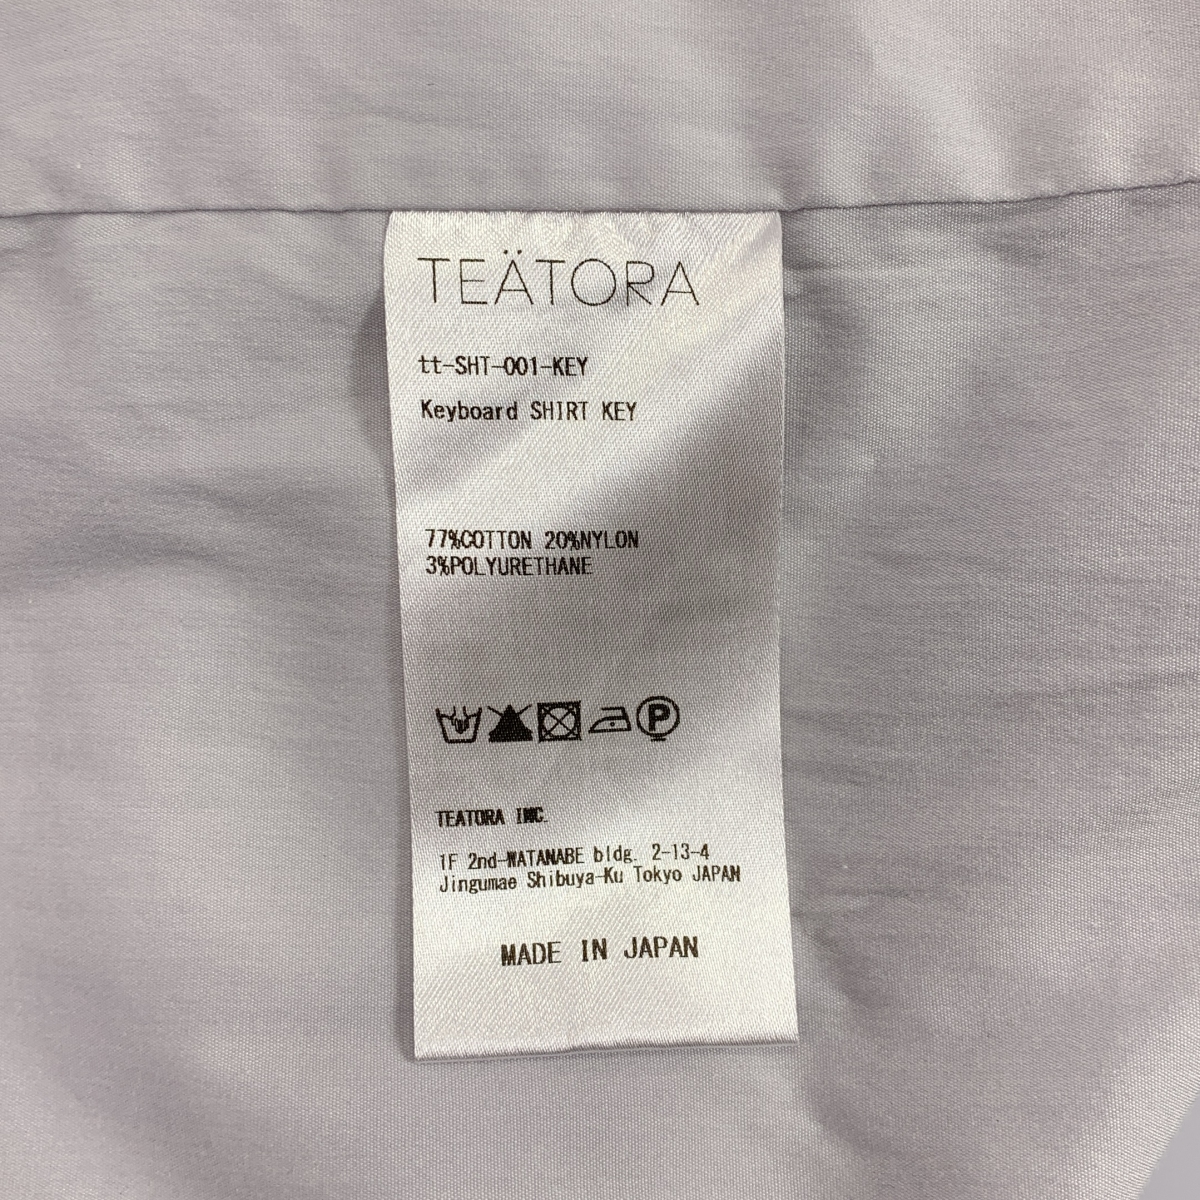 TEÄTORA
tt-SHT-001-KEY
Keyboard SHIRT KEY
77%COTTON 20%NYLON
3%POLYURETHANE
P
TEATORA INC.
1F 2nd-WATANABE bldg. 2-13-4
Jingumae Shibuya-Ku Tokyo JAPAN
MADE IN JAPAN